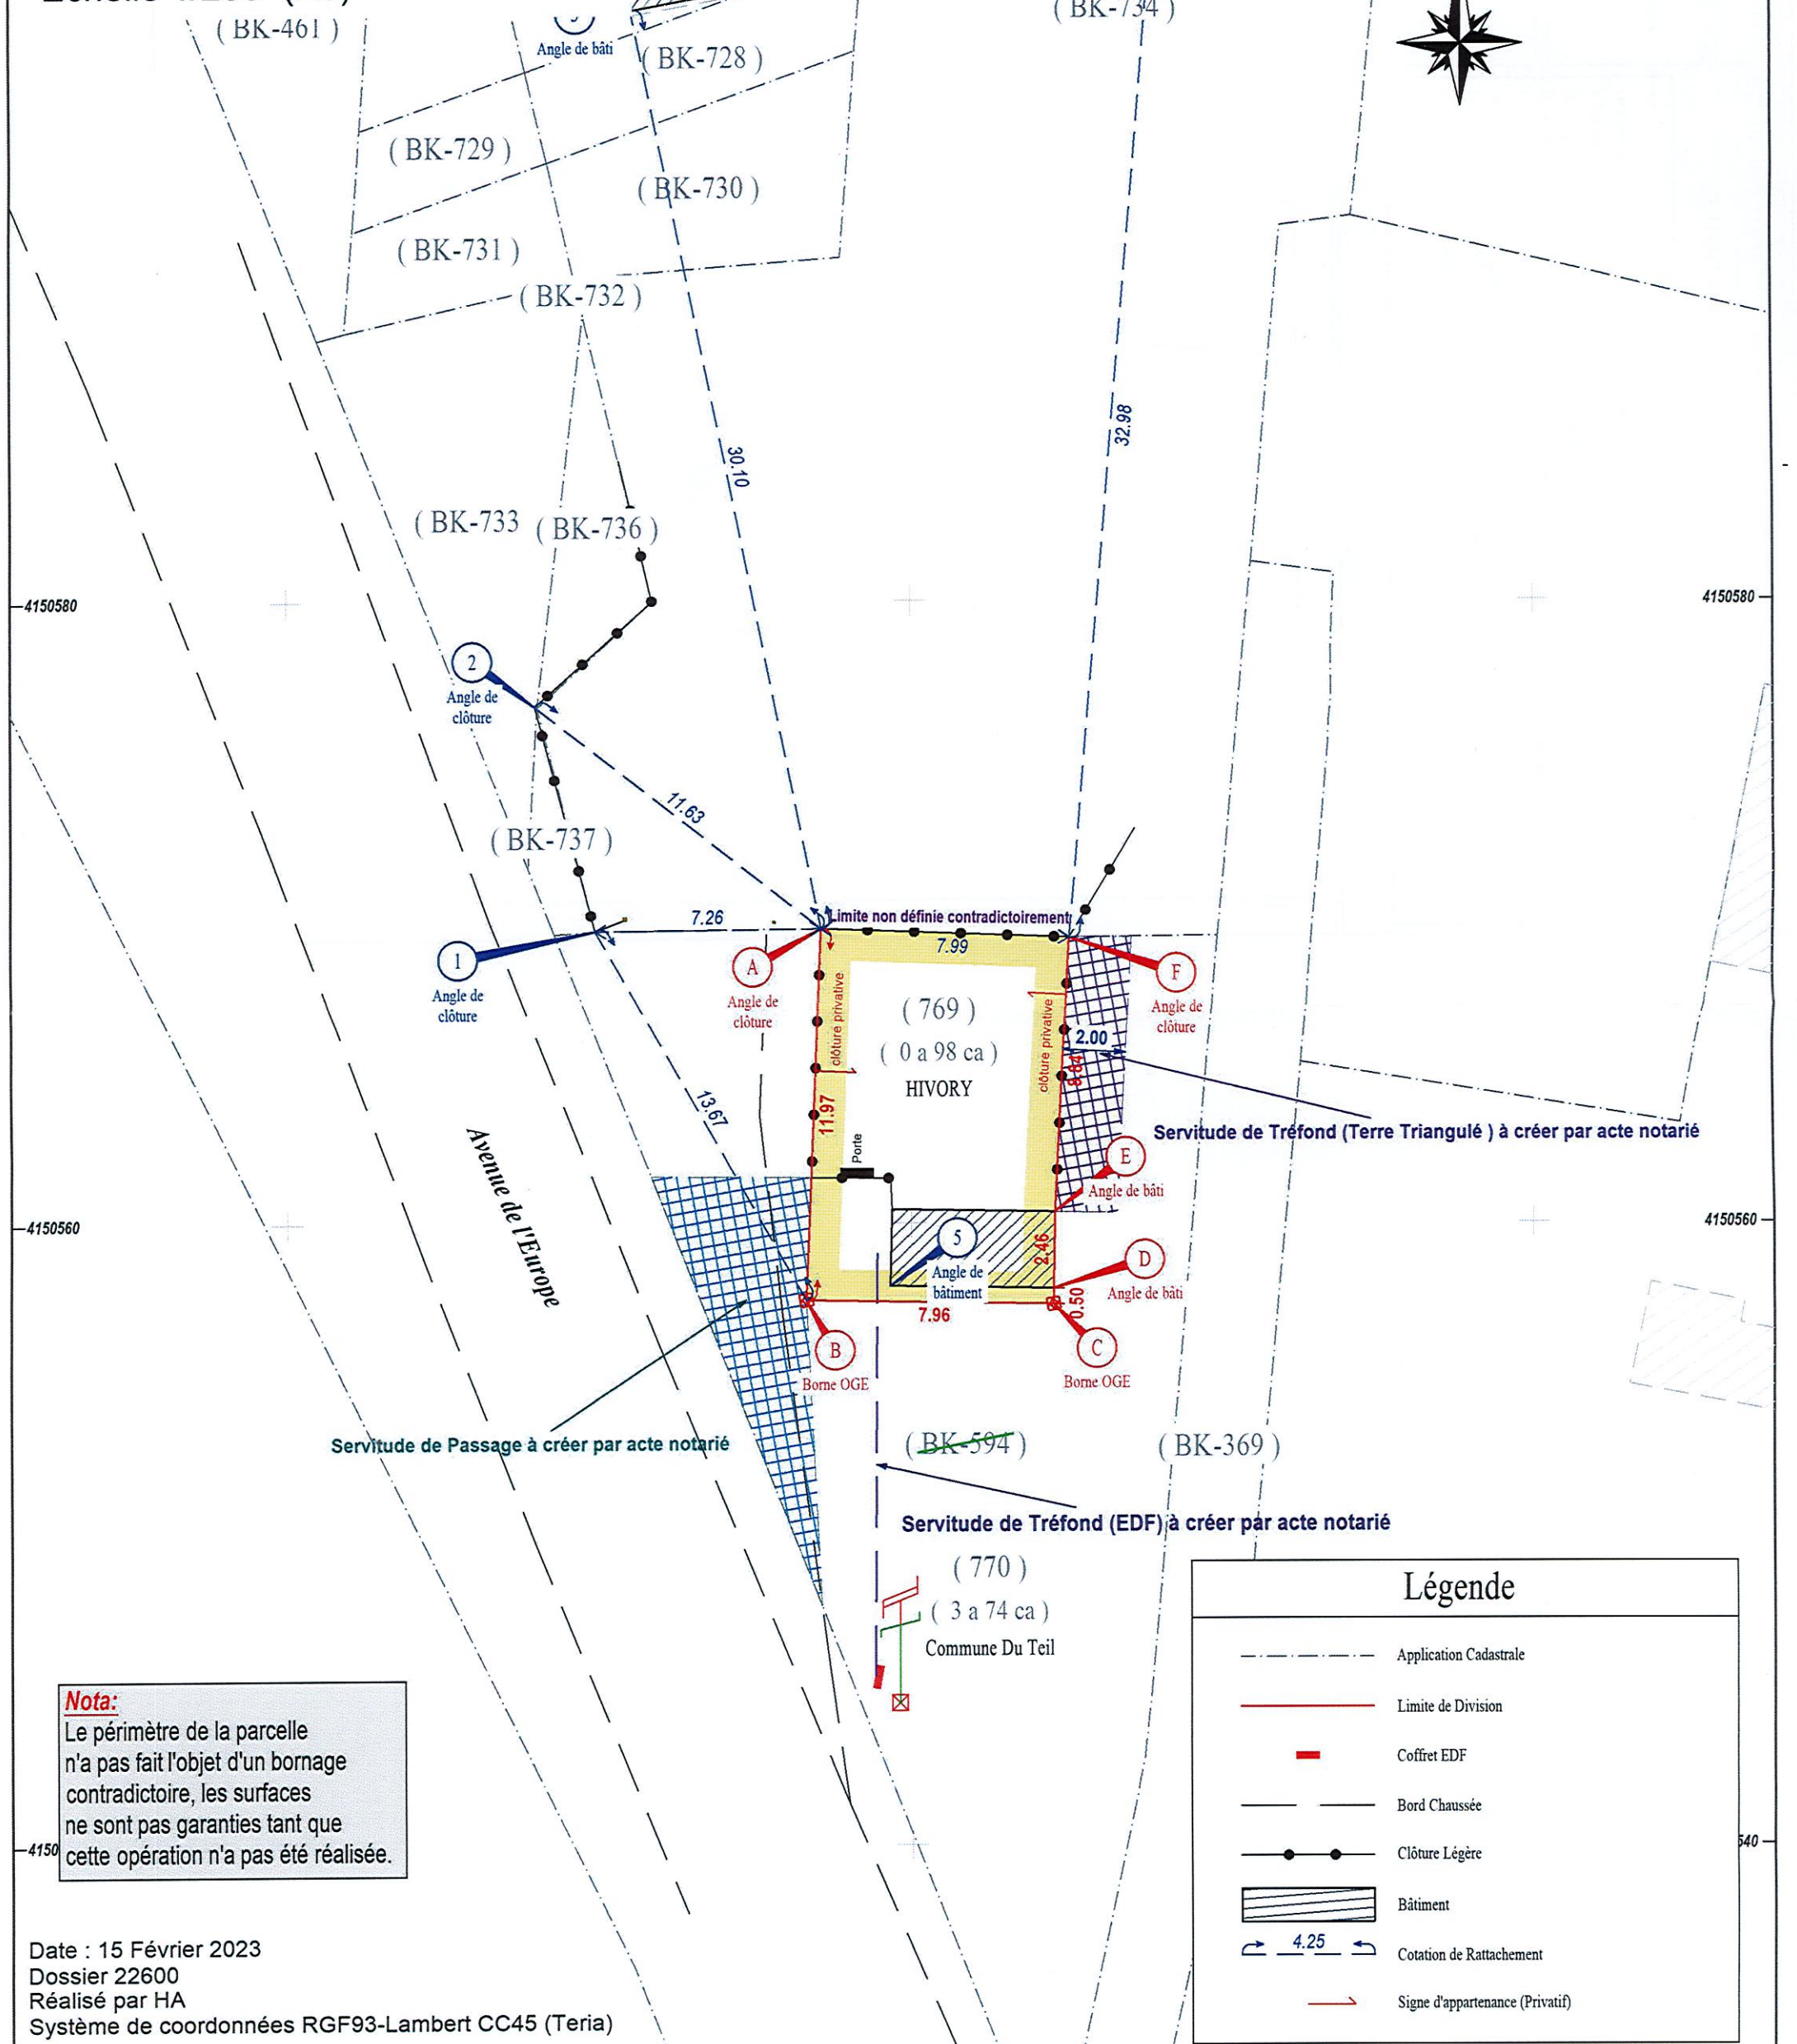 ( BK-461 )
( BK-734 )
Angle de bâti
( BK-728 )
( BK-729 )
( BK-730 )
( BK-731 )
( BK-732 )
32.98
30.10
( BK-733
( BK-736 )
4150580
4150580
2
Angle de
clôture
11.63
( BK-737 )
7.26
Limite non définie contradictoirement
7.99
1
Angle de
clôture
A
Angle de
clôture
F
Angle de
clôture
clôture privative
clôture privative
( 769 )
( 0 a 98 ca )
HIVORY
2.00
8.84
13.67
11.97
Porte
Servitude de Tréfond (Terre Triangulé ) à créer par acte notarié
E
Angle de bâti
Avenue de l'Europe
4150560
4150560
5
Angle de
bâtiment
2.46
D
Angle de bâti
0.50
7.96
B
Borne OGE
C
Borne OGE
Servitude de Passage à créer par acte notarié
( BK-594 )
( BK-369 )
Servitude de Tréfond (EDF) à créer par acte notarié
( 770 )
( 3 a 74 ca )
Commune Du Teil
Légende
Application Cadastrale
Limite de Division
Coffret EDF
Bord Chaussée
Clôture Légère
Bâtiment
4.25
Cotation de Rattachement
Signe d'appartenance (Privatif)
Nota:
Le périmètre de la parcelle
n'a pas fait l'objet d'un bornage
contradictoire, les surfaces
ne sont pas garanties tant que
cette opération n'a pas été réalisée.
4150
540
Date : 15 Février 2023
Dossier 22600
Réalisé par HA
Système de coordonnées RGF93-Lambert CC45 (Teria)